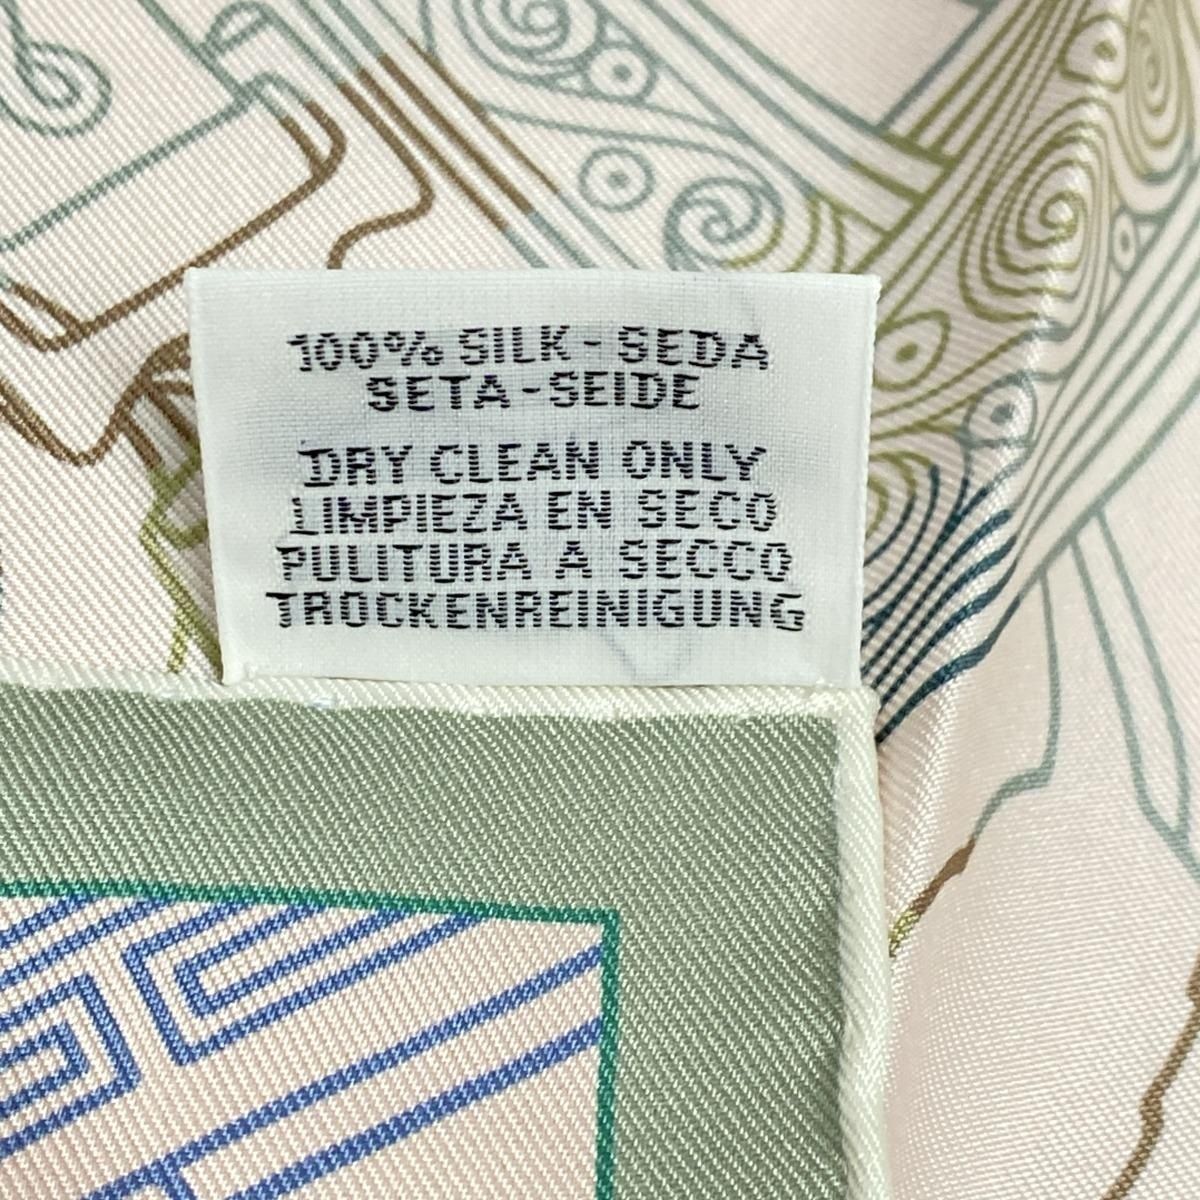 100% SILK - SEDA
SETA - SEIDE
DRY CLEAN ONLY
LIMPIEZA EN SECO
PULITURA A SECCO
TROCKENREINIGUNG